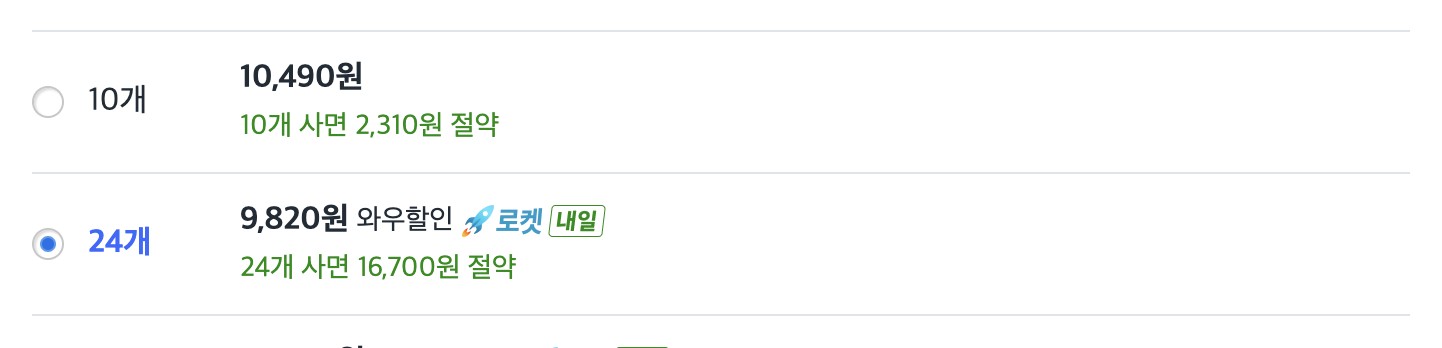 10개
10,490원
10개 사면 2,310원 절약
24개
9,820원 와우할인 로켓 내일
24개 사면 16,700원 절약